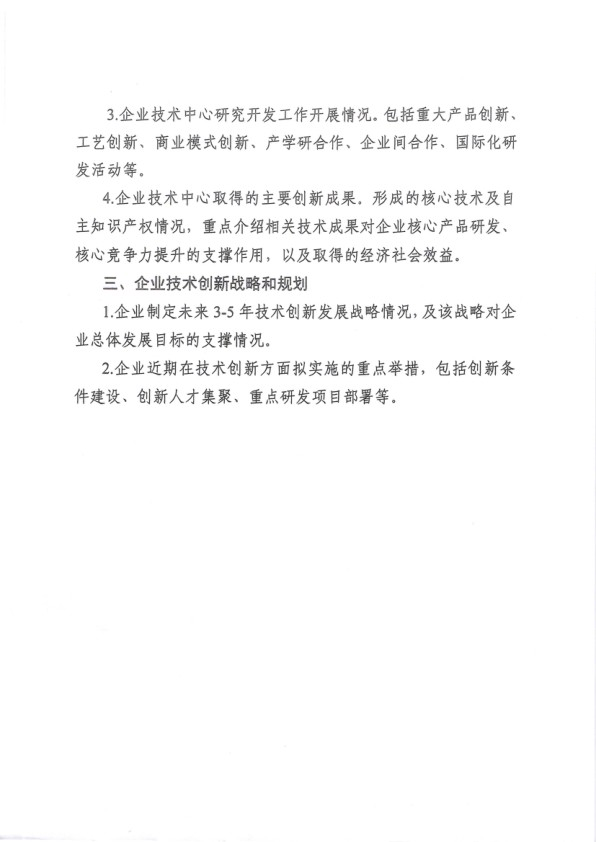 3.企业技术中心研究开发工作开展情况。包括重大产品创新、
工艺创新、商业模式创新、产学研合作、企业间合作、国际化研
发活动等。
4.企业技术中心取得的主要创新成果。形成的核心技术及自
主知识产权情况，重点介绍相关技术成果对企业核心产品研发、
核心竞争力提升的支撑作用，以及取得的经济社会效益。
三、企业技术创新战略和规划
1.企业制定未来 3-5 年技术创新发展战略情况，及该战略对企
业总体发展目标的支撑情况。
2.企业近期在技术创新方面拟实施的重点举措，包括创新条
件建设、创新人才集聚、重点研发项目部署等。